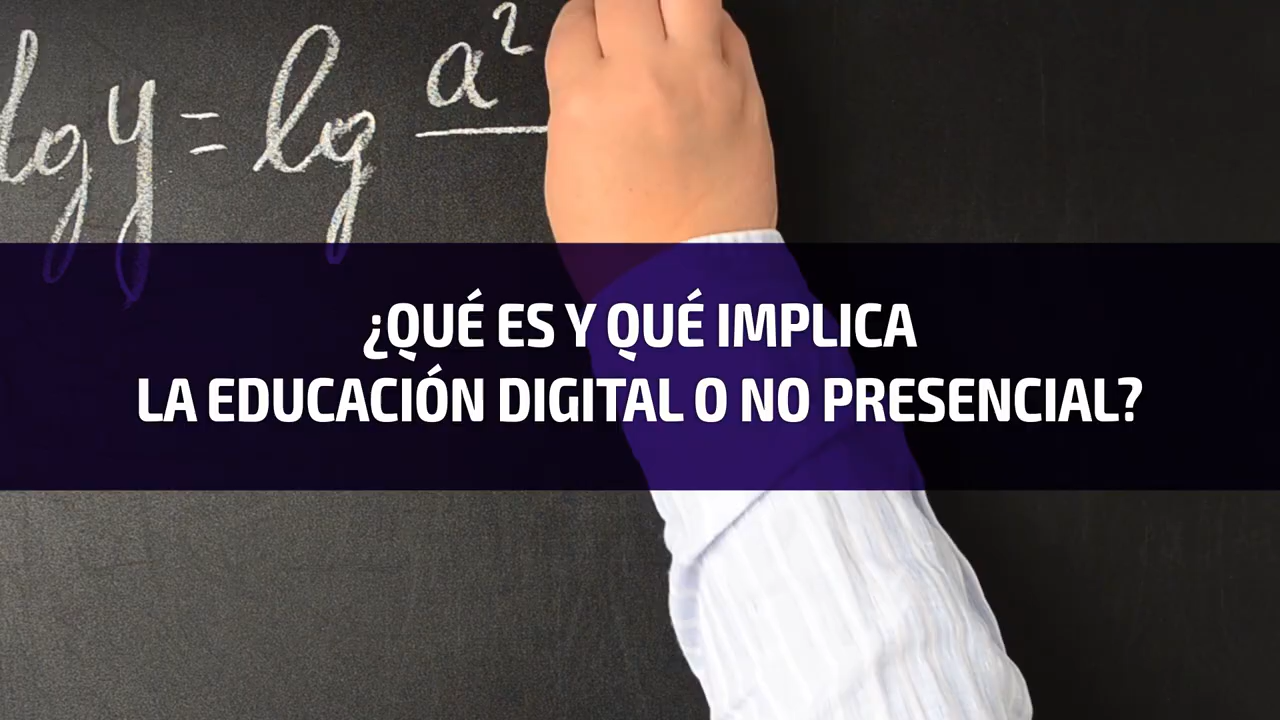 lg y = lg a²
¿QUÉ ES Y QUÉ IMPLICA
LA EDUCACIÓN DIGITAL O NO PRESENCIAL?